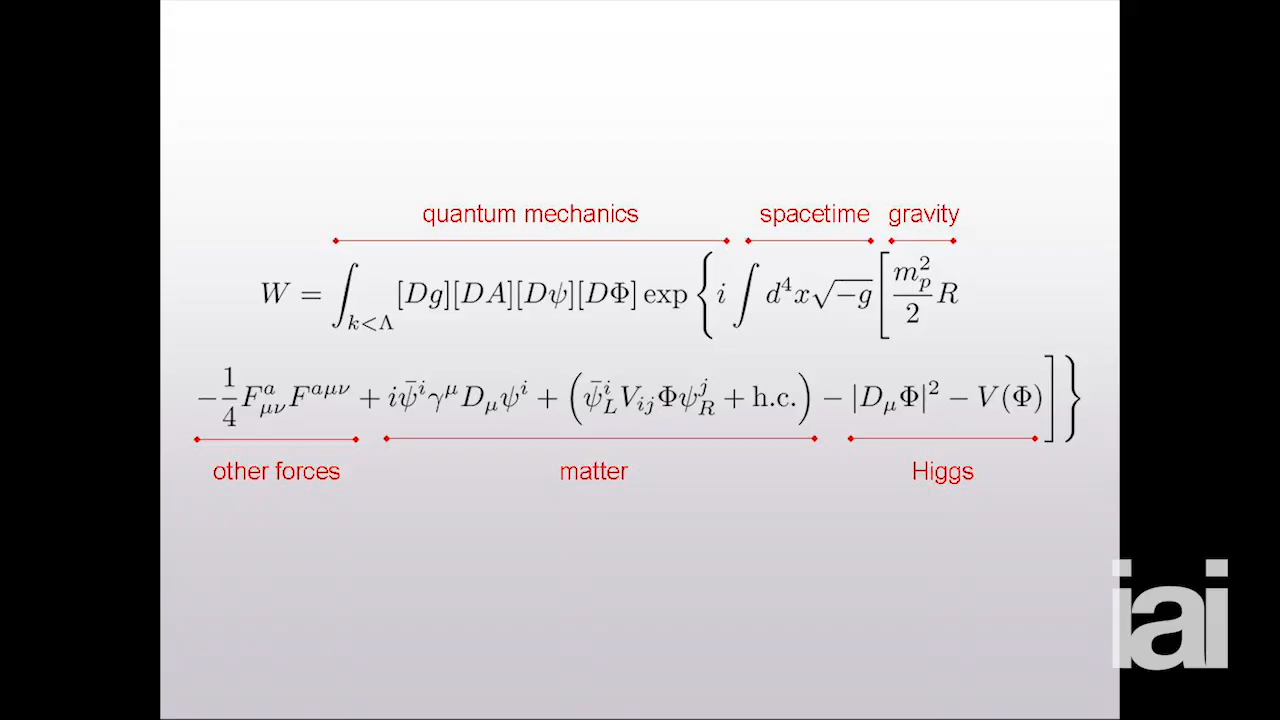 quantum mechanics spacetime gravity
W = ∫_{k<Λ} [Dg][DA][Dψ][DΦ] exp { i ∫ d⁴x √−g [ m_p²/2 R
− 1/4 F^a_{μν} F^{aμν} + i ψ̄^i γ^μ D_μ ψ^i + ( ψ̄^i_L V_{ij} Φ ψ^j_R + h.c. ) − |D_μ Φ|² − V(Φ) ] }
other forces matter Higgs
iai